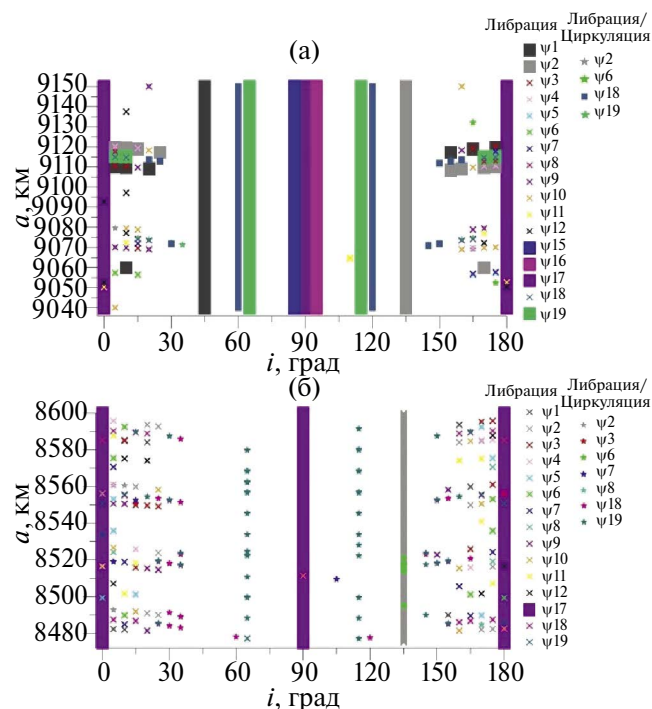 (а)
Либрация
ψ1
ψ2
ψ3
ψ4
ψ5
ψ6
ψ7
ψ8
ψ9
ψ10
ψ11
ψ12
ψ15
ψ16
ψ17
ψ18
ψ19
Либрация/
Циркуляция
ψ2
ψ6
ψ18
ψ19
a, км
9150
9140
9130
9120
9110
9100
9090
9080
9070
9060
9050
9040
0 30 60 90 120 150 180
i, град
(б)
Либрация
ψ1
ψ2
ψ3
ψ4
ψ5
ψ6
ψ7
ψ8
ψ9
ψ10
ψ11
ψ12
ψ17
ψ18
ψ19
Либрация/
Циркуляция
ψ2
ψ3
ψ6
ψ7
ψ8
ψ18
ψ19
a, км
8600
8580
8560
8540
8520
8500
8480
0 30 60 90 120 150 180
i, град